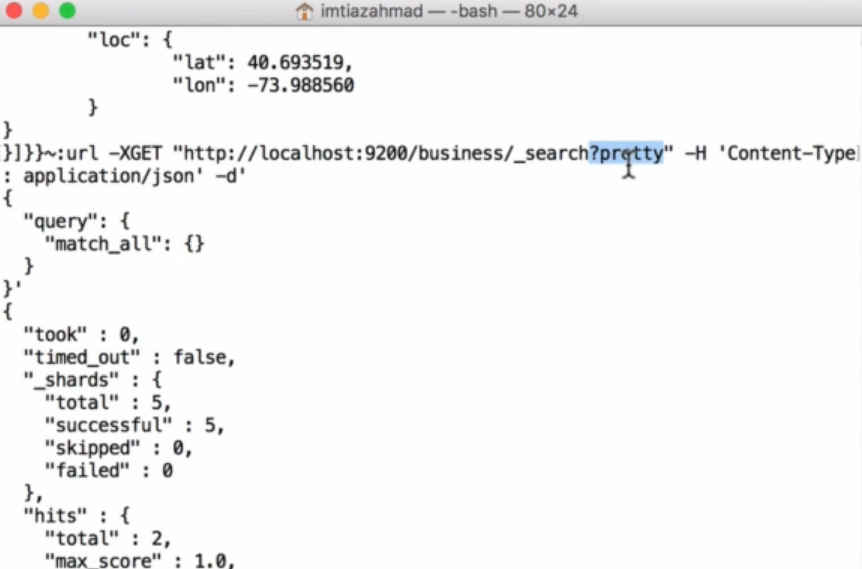 imtiazahmad — -bash — 80×24
"loc": {
"lat": 40.693519,
"lon": -73.988560
}
}
}]}}~:url -XGET "http://localhost:9200/business/_search?pretty" -H 'Content-Type
: application/json' -d'
{
"query": {
"match_all": {}
}
}'
{
"took" : 0,
"timed_out" : false,
"_shards" : {
"total" : 5,
"successful" : 5,
"skipped" : 0,
"failed" : 0
},
"hits" : {
"total" : 2,
"max_score" : 1.0,